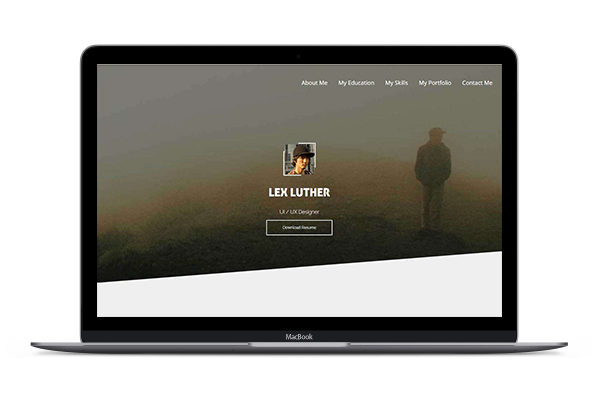 About Me My Education My Skills My Portfolio Contact Me
LEX LUTHER
UI / UX Designer
Download Resume
MacBook